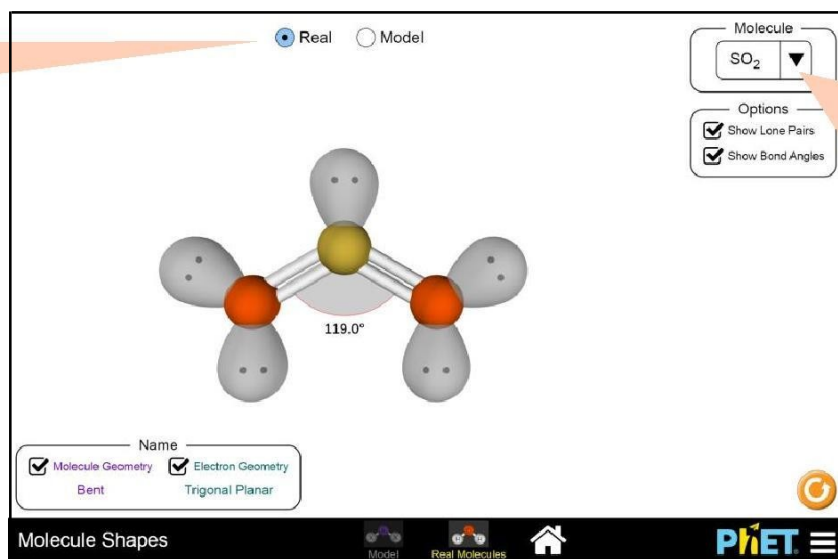 Real
Model
Molecule
SO₂
Options
Show Lone Pairs
Show Bond Angles
119.0°
Name
Molecule Geometry
Electron Geometry
Bent
Trigonal Planar
Molecule Shapes
Model
Real Molecules
PhET